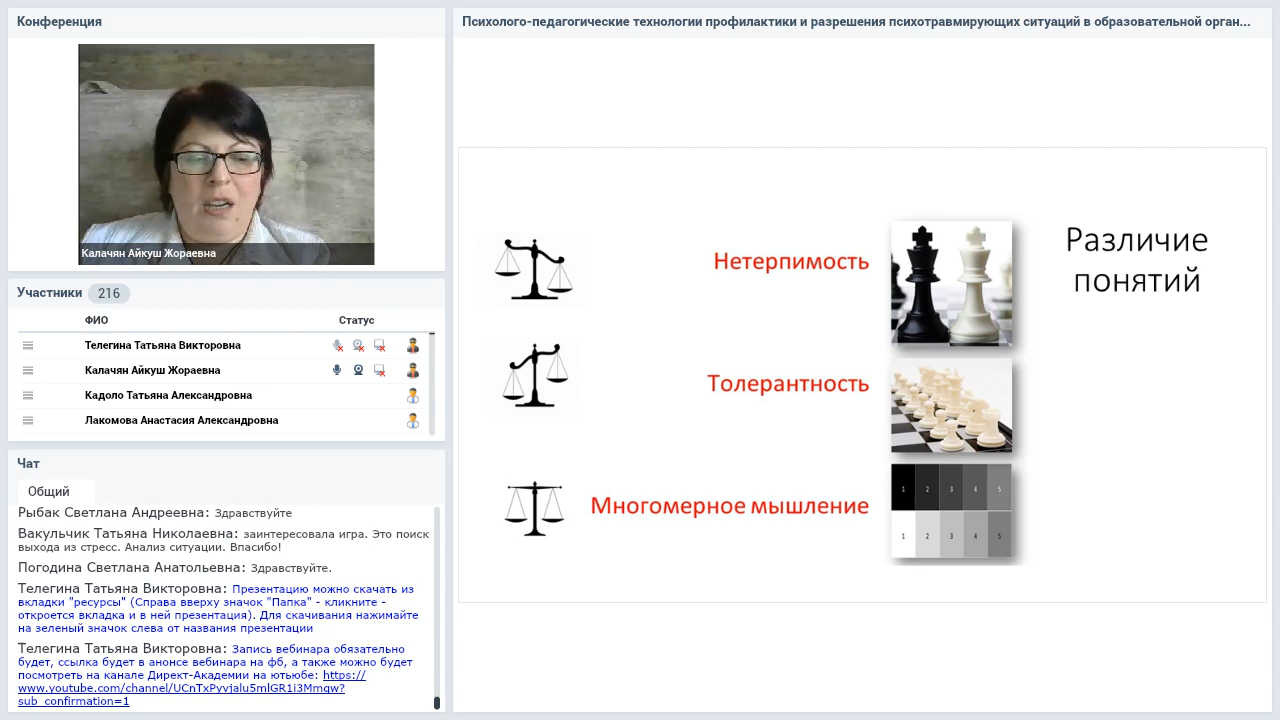 Конференция
Калачян Айкуш Жораевна
Участники 216
ФИО Статус
Телегина Татьяна Викторовна
Калачян Айкуш Жораевна
Кадоло Татьяна Александровна
Лакомова Анастасия Александровна
Чат
Общий
Рыбак Светлана Андреевна: Здравствуйте
Вакульчик Татьяна Николаевна: заинтересовала игра. Это поиск
выхода из стресс. Анализ ситуации. Впасибо!
Погодина Светлана Анатольевна: Здравствуйте.
Телегина Татьяна Викторовна: Презентацию можно скачать из
вкладки "ресурсы" (Справа вверху значок "Папка" - кликните -
откроется вкладка и в ней презентация). Для скачивания нажимайте
на зеленый значок слева от названия презентации
Телегина Татьяна Викторовна: Запись вебинара обязательно
будет, ссылка будет в анонсе вебинара на фб, а также можно будет
посмотреть на канале Директ-Академии на ютьюбе: https://
www.youtube.com/channel/UCnTxPyvjalu5mlGR1i3Mmqw?
sub_confirmation=1
Психолого-педагогические технологии профилактики и разрешения психотравмирующих ситуаций в образовательной орган...
Различие
понятий
Нетерпимость
Толерантность
Многомерное мышление
1 2 3 4 5
1 2 3 4 5